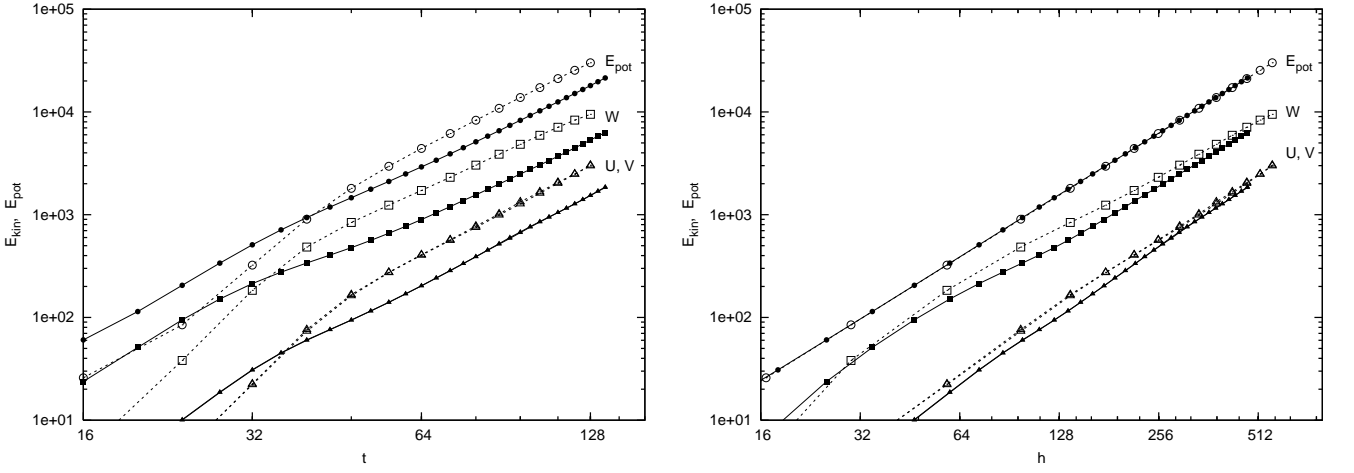 1e+05
1e+04
1e+03
1e+02
1e+01
16
32
64
128
t
E_kin, E_pot
E_pot
W
U, V
1e+05
1e+04
1e+03
1e+02
1e+01
16
32
64
128
256
512
h
E_kin, E_pot
E_pot
W
U, V